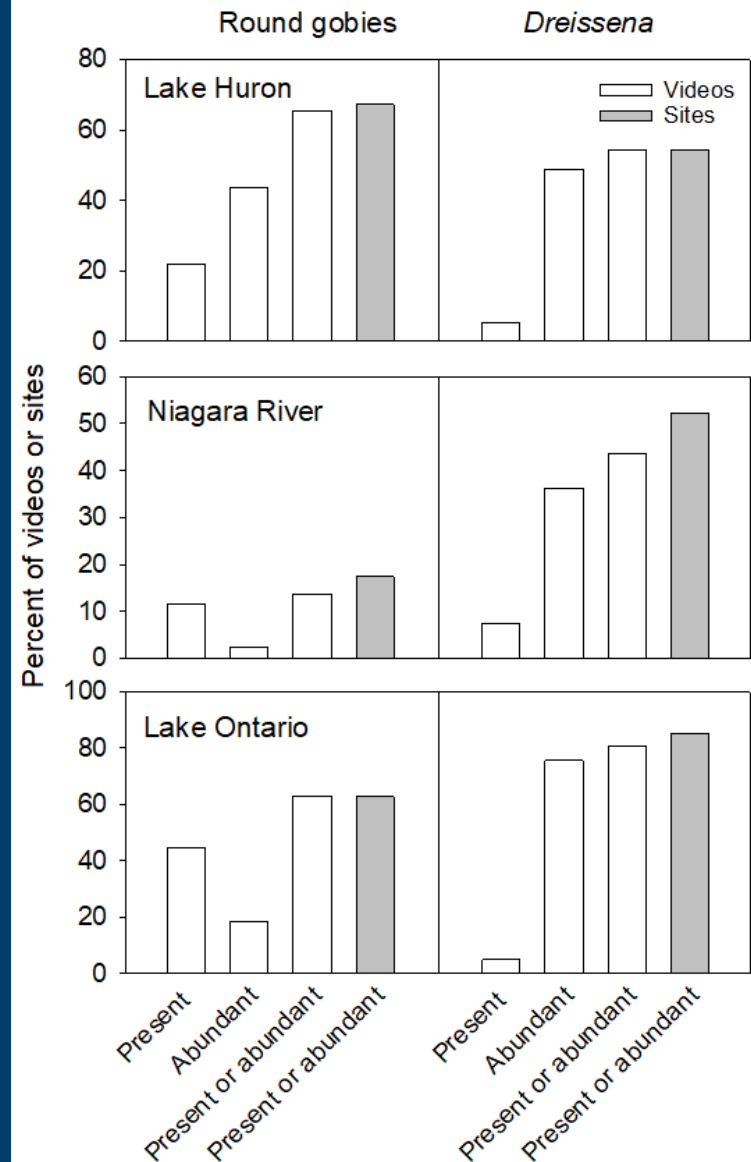 Round gobies
Dreissena
80
60
40
20
0
Lake Huron
Videos
Sites
60
50
40
30
20
10
0
Niagara River
Percent of videos or sites
100
80
60
40
20
0
Lake Ontario
Present
Abundant
Present or abundant
Present or abundant
Present
Abundant
Present or abundant
Present or abundant